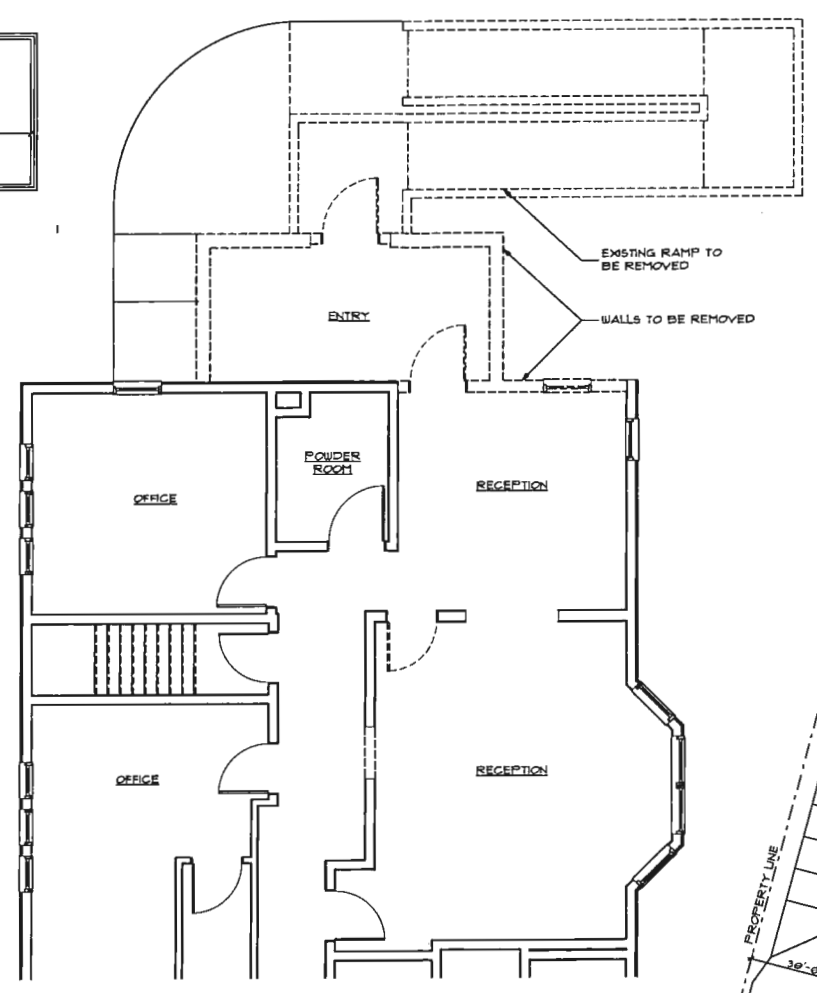 EXISTING RAMP TO
BE REMOVED
ENTRY
WALLS TO BE REMOVED
POWDER
ROOM
OFFICE
RECEPTION
OFFICE
RECEPTION
PROPERTY LINE